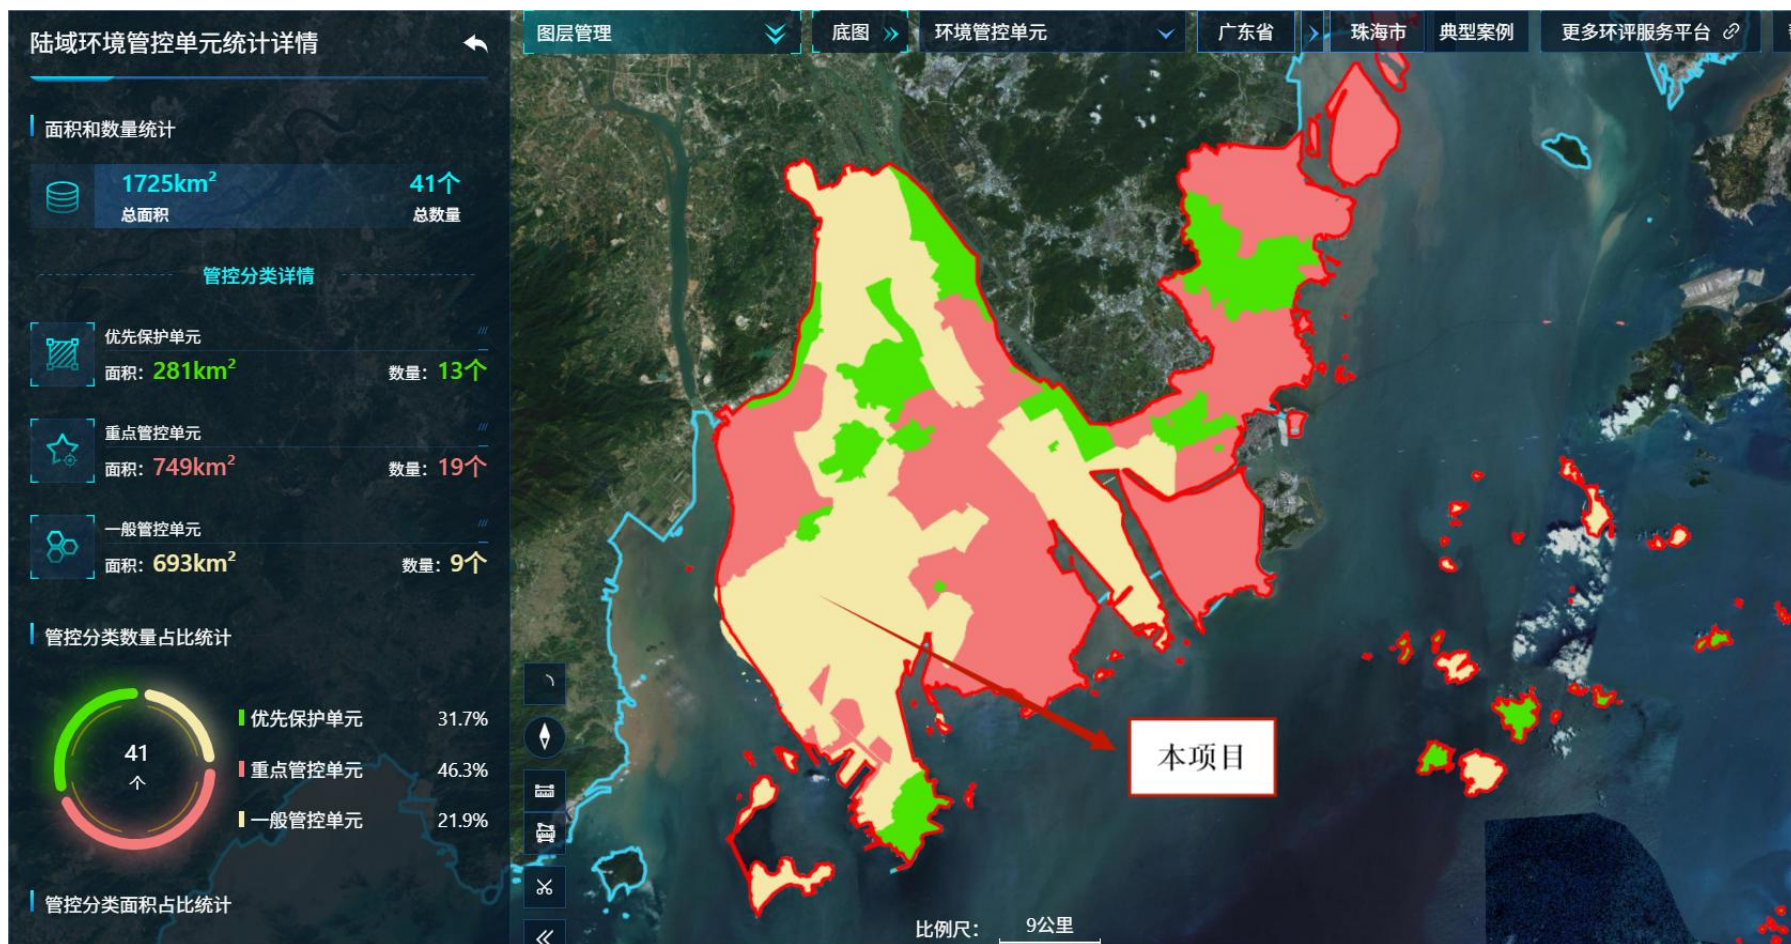 陆域环境管控单元统计详情
图层管理
底图
环境管控单元
广东省
珠海市
典型案例
更多环评服务平台
面积和数量统计
1725km²
41个
总面积
总数量
管控分类详情
优先保护单元
面积：281km²
数量：13个
重点管控单元
面积：749km²
数量：19个
一般管控单元
面积：693km²
数量：9个
管控分类数量占比统计
41
个
优先保护单元 31.7%
重点管控单元 46.3%
一般管控单元 21.9%
管控分类面积占比统计
本项目
比例尺：
9公里